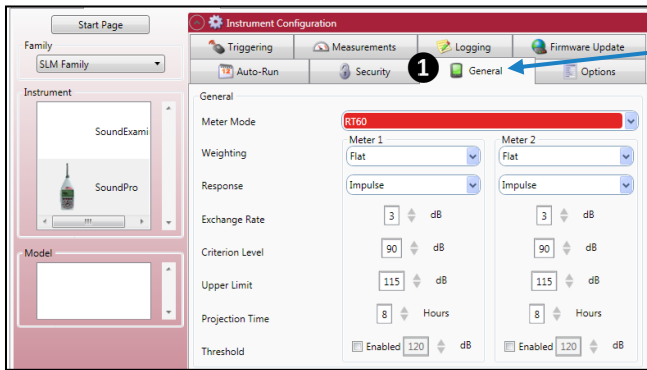 Start Page
Family
SLM Family
Instrument
SoundExami
SoundPro
Model
Instrument Configuration
Triggering Measurements Logging Firmware Update
Auto-Run Security 1 General Options
General
Meter Mode RT60
Meter 1 Meter 2
Weighting Flat Flat
Response Impulse Impulse
Exchange Rate 3 dB 3 dB
Criterion Level 90 dB 90 dB
Upper Limit 115 dB 115 dB
Projection Time 8 Hours 8 Hours
Threshold Enabled 120 dB Enabled 120 dB